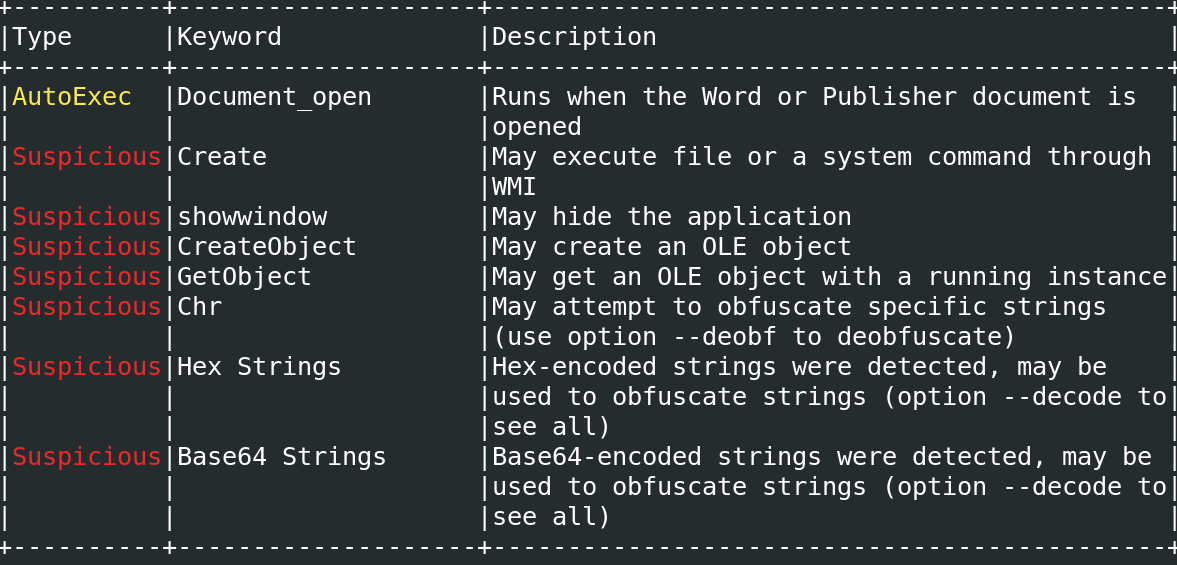 +----------+--------------------+---------------------------------------------+
|Type      |Keyword             |Description                                  |
+----------+--------------------+---------------------------------------------+
|AutoExec  |Document_open       |Runs when the Word or Publisher document is  |
|          |                    |opened                                       |
|Suspicious|Create              |May execute file or a system command through |
|          |                    |WMI                                          |
|Suspicious|showwindow          |May hide the application                     |
|Suspicious|CreateObject        |May create an OLE object                     |
|Suspicious|GetObject           |May get an OLE object with a running instance|
|Suspicious|Chr                 |May attempt to obfuscate specific strings    |
|          |                    |(use option --deobf to deobfuscate)          |
|Suspicious|Hex Strings         |Hex-encoded strings were detected, may be    |
|          |                    |used to obfuscate strings (option --decode to|
|          |                    |see all)                                     |
|Suspicious|Base64 Strings      |Base64-encoded strings were detected, may be |
|          |                    |used to obfuscate strings (option --decode to|
|          |                    |see all)                                     |
+----------+--------------------+---------------------------------------------+